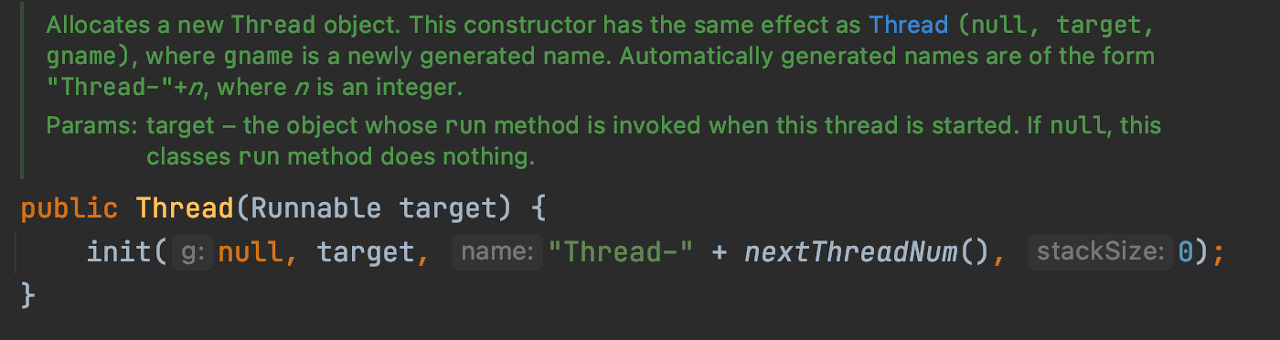 Allocates a new Thread object. This constructor has the same effect as Thread (null, target,
gname), where gname is a newly generated name. Automatically generated names are of the form
"Thread-"+n, where n is an integer.
Params: target – the object whose run method is invoked when this thread is started. If null, this
classes run method does nothing.
public Thread(Runnable target) {
init( g: null, target, name: "Thread-" + nextThreadNum(), stackSize: 0);
}